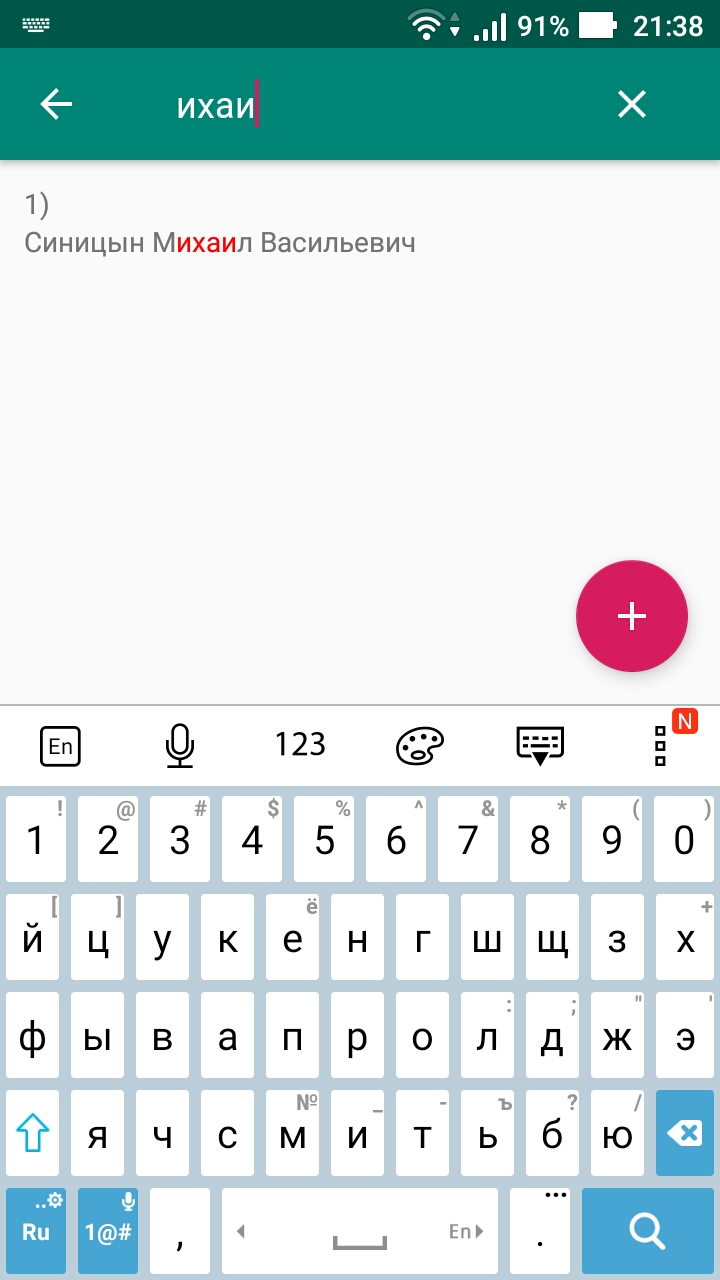 91% 21:38
ихаи
1)
Синицын Михаил Васильевич
+
En 123 N
! @ # $ % ^ & * ( )
1 2 3 4 5 6 7 8 9 0
[ ] ё +
й ц у к е н г ш щ з х
: ; " '
ф ы в а п р о л д ж э
№ _ - ъ ? /
я ч с м и т ь б ю
Ru 1@# , En . ...